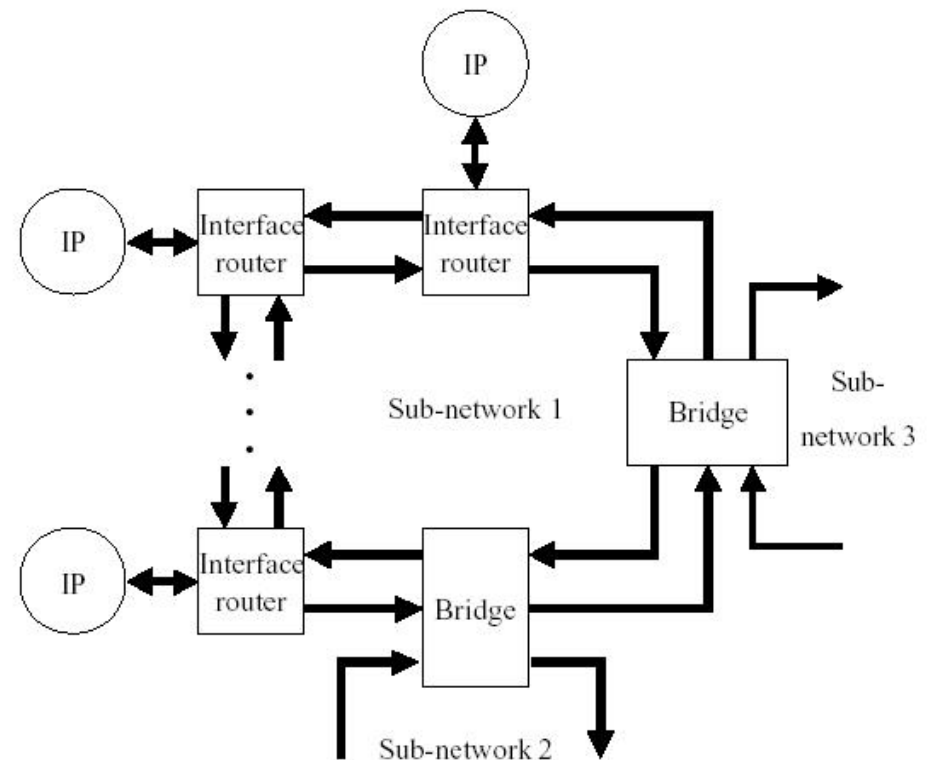 IP
IP
Interface
router
Interface
router
Sub-network 1
Bridge
Sub-
network 3
IP
Interface
router
Bridge
Sub-network 2